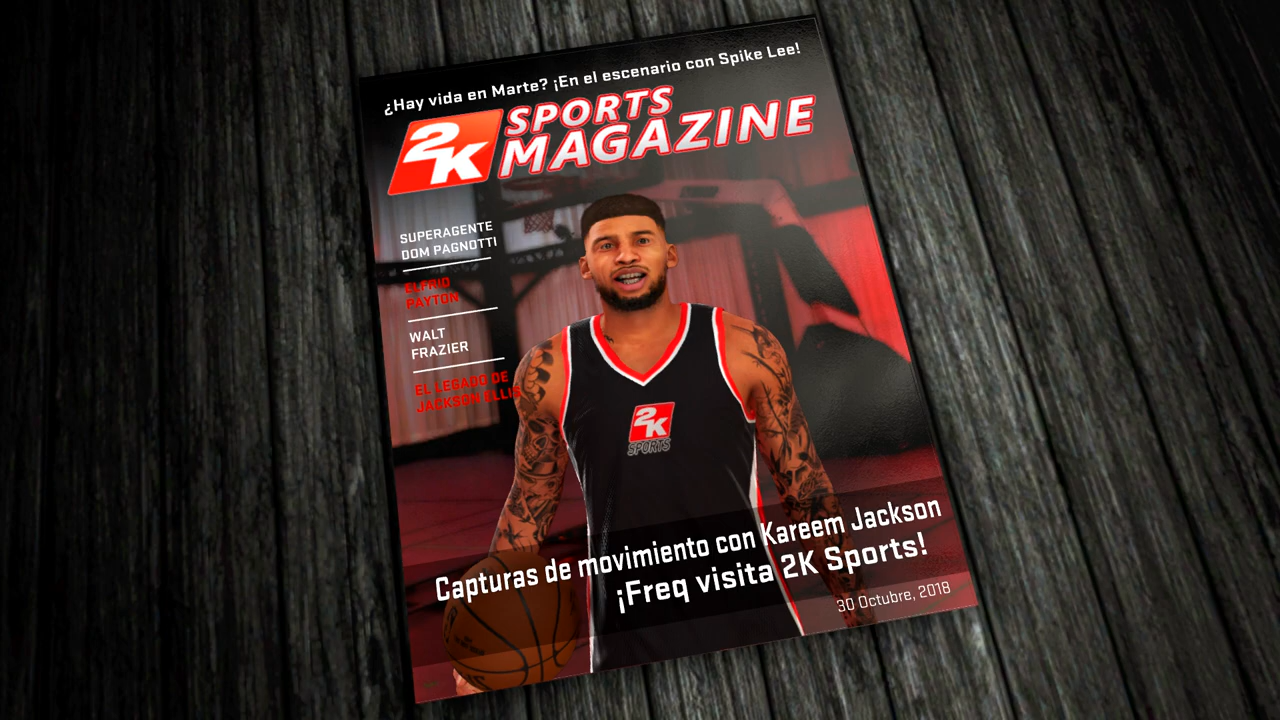 ¿Hay vida en Marte? ¡En el escenario con Spike Lee!
2K SPORTS
MAGAZINE
SUPERAGENTE
DOM PAGNOTTI
ELFRID
PAYTON
WALT
FRAZIER
EL LEGADO DE
JACKSON ELLIS
2K
SPORTS
Capturas de movimiento con Kareem Jackson
¡Freq visita 2K Sports!
30 Octubre, 2018